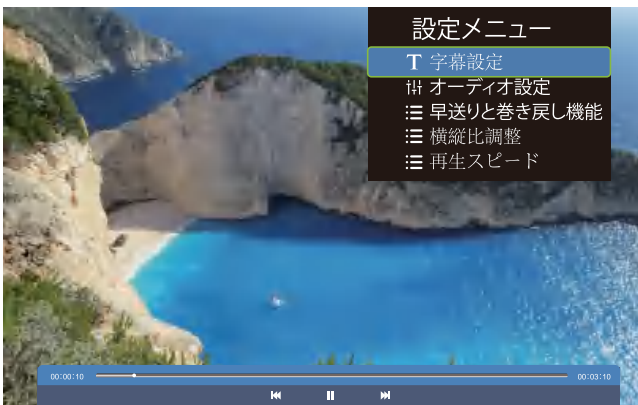 設定メニュー
T 字幕設定
オーディオ設定
早送りと巻き戻し機能
横縦比調整
再生スピード
00:00:10
00:03:10